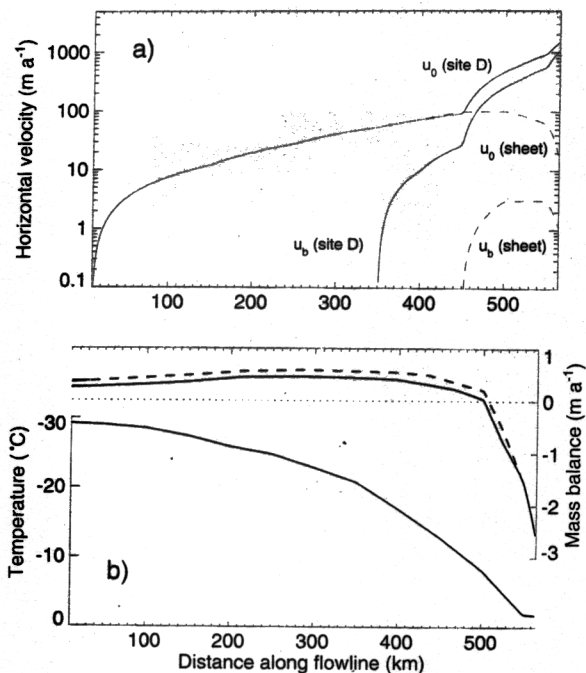 a)
Horizontal velocity (m a⁻¹)
1000
100
10
1
0.1
u₀ (site D)
u₀ (sheet)
u_b (site D)
u_b (sheet)
100
200
300
400
500
b)
Temperature (°C)
-30
-20
-10
0
Mass balance (m a⁻¹)
1
0
-1
-2
-3
100
200
300
400
500
Distance along flowline (km)